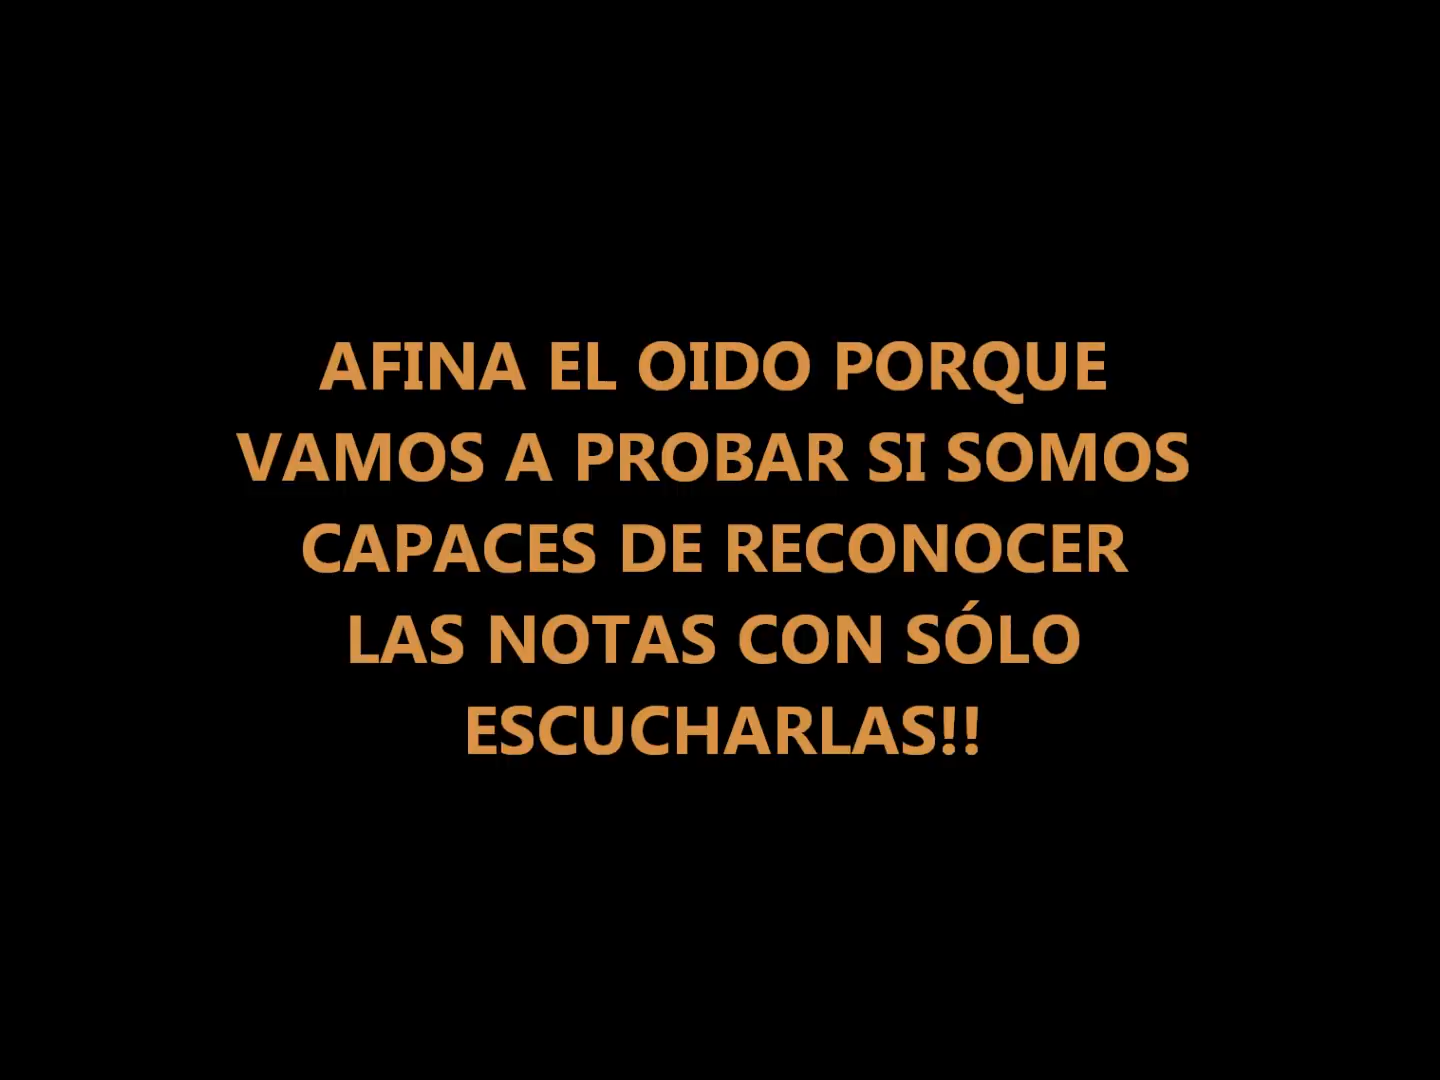 AFINA EL OIDO PORQUE
VAMOS A PROBAR SI SOMOS
CAPACES DE RECONOCER
LAS NOTAS CON SÓLO
ESCUCHARLAS!!